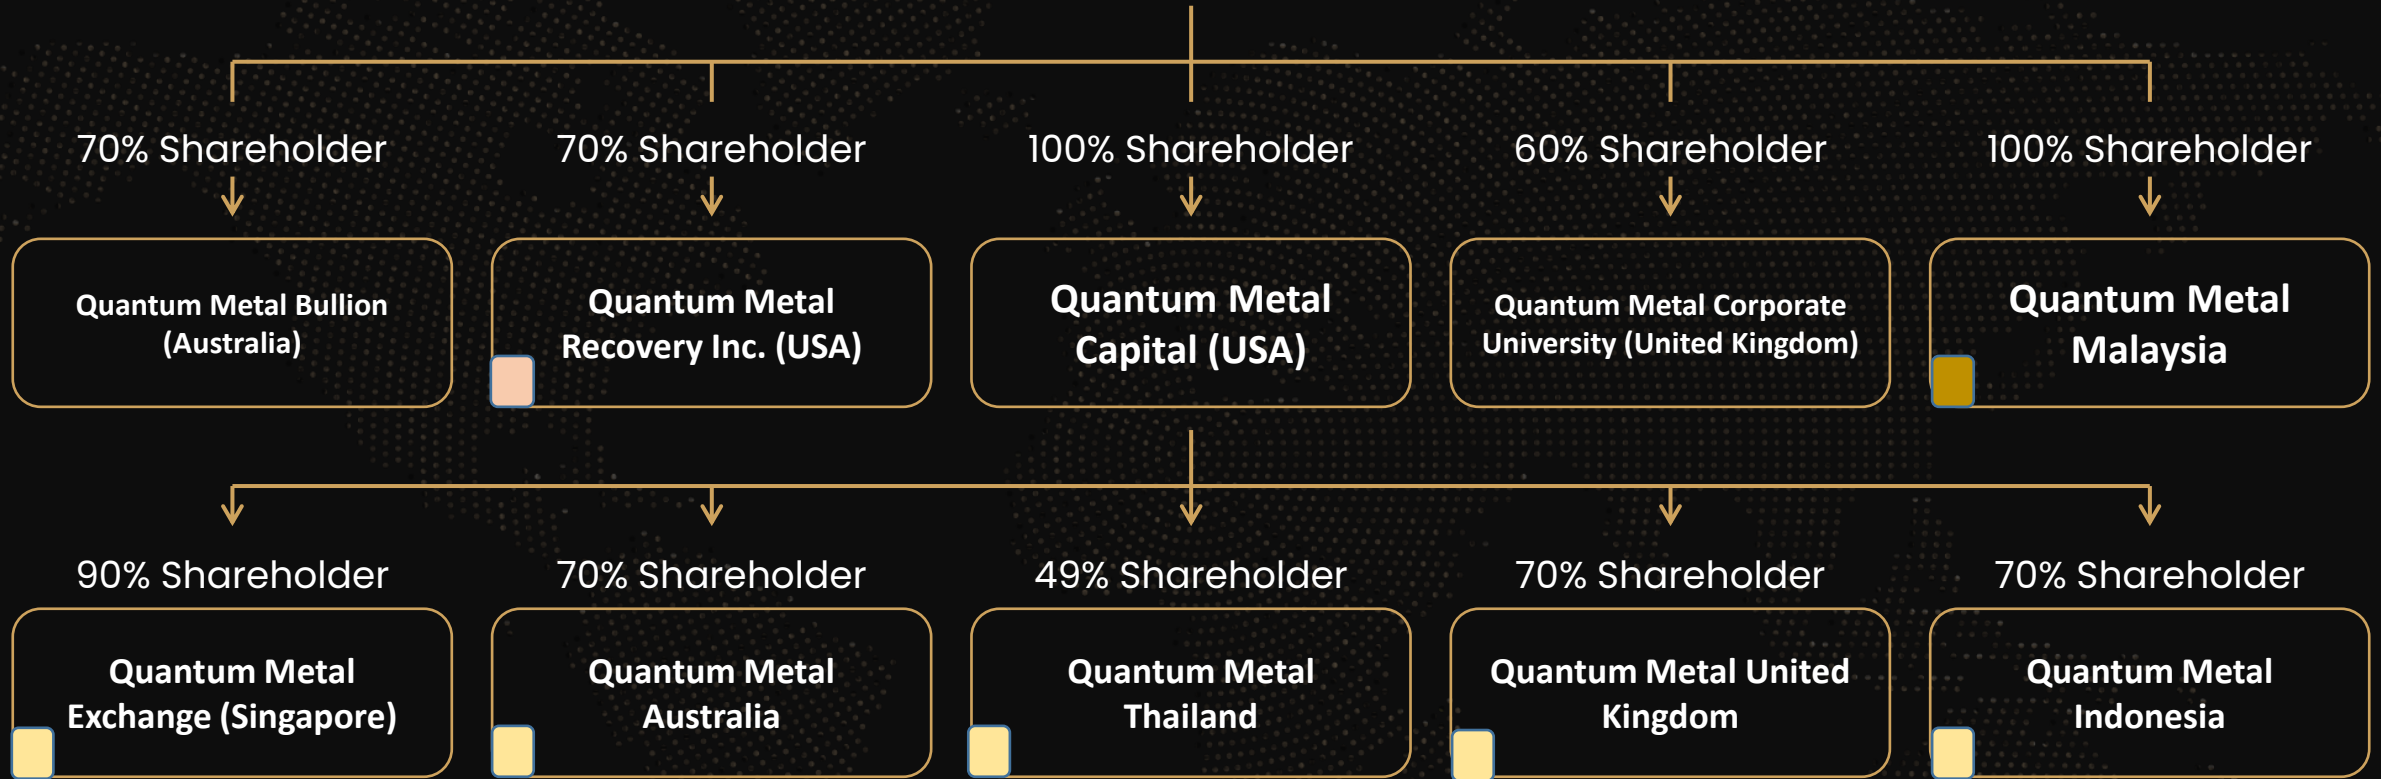 70% Shareholder
70% Shareholder
100% Shareholder
60% Shareholder
100% Shareholder
Quantum Metal Bullion
(Australia)
Quantum Metal
Recovery Inc. (USA)
Quantum Metal
Capital (USA)
Quantum Metal Corporate
University (United Kingdom)
Quantum Metal
Malaysia
90% Shareholder
70% Shareholder
49% Shareholder
70% Shareholder
70% Shareholder
Quantum Metal
Exchange (Singapore)
Quantum Metal
Australia
Quantum Metal
Thailand
Quantum Metal United
Kingdom
Quantum Metal
Indonesia